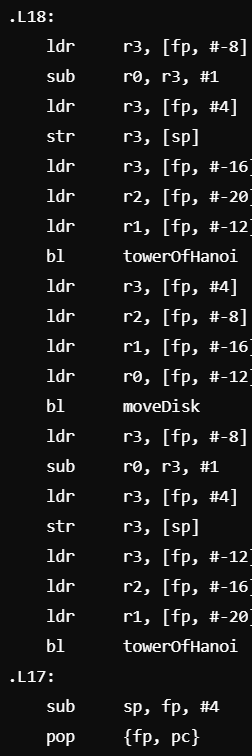 .L18:
ldr r3, [fp, #-8]
sub r0, r3, #1
ldr r3, [fp, #4]
str r3, [sp]
ldr r3, [fp, #-16]
ldr r2, [fp, #-20]
ldr r1, [fp, #-12]
bl towerOfHanoi
ldr r3, [fp, #4]
ldr r2, [fp, #-8]
ldr r1, [fp, #-16]
ldr r0, [fp, #-12]
bl moveDisk
ldr r3, [fp, #-8]
sub r0, r3, #1
ldr r3, [fp, #4]
str r3, [sp]
ldr r3, [fp, #-12]
ldr r2, [fp, #-16]
ldr r1, [fp, #-20]
bl towerOfHanoi
.L17:
sub sp, fp, #4
pop {fp, pc}